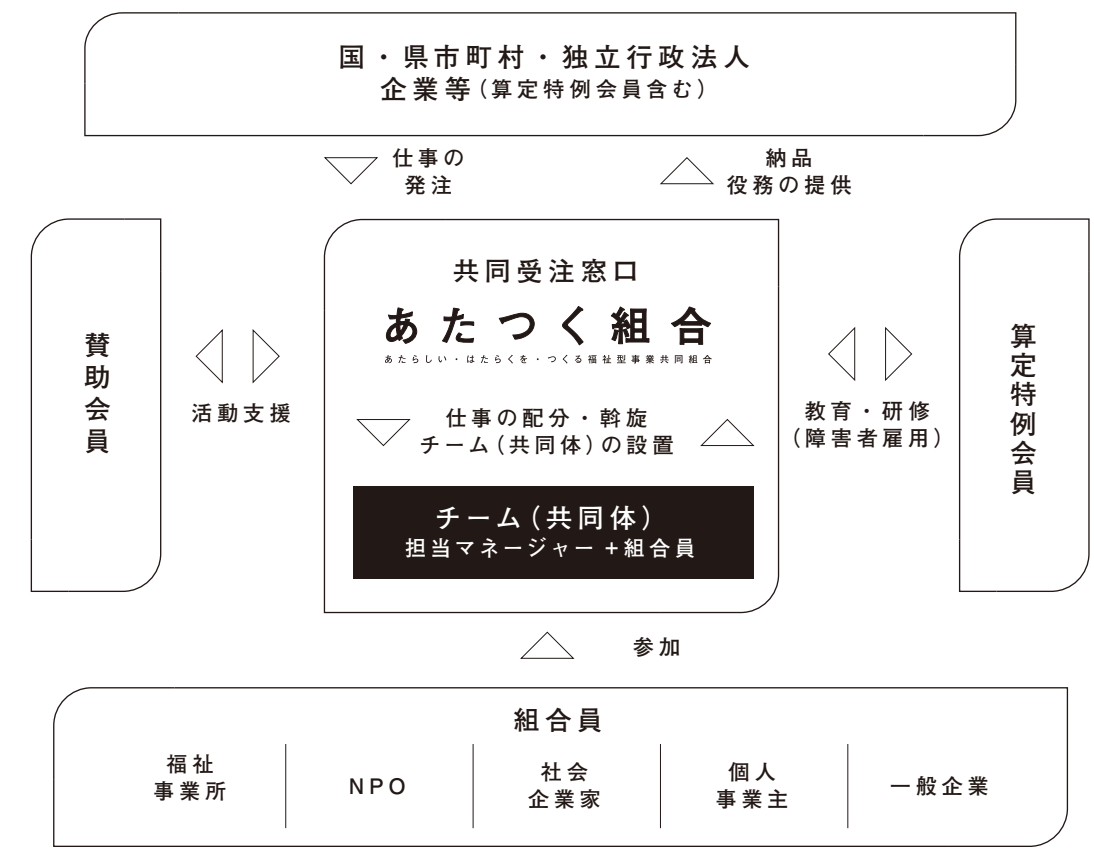 国・県市町村・独立行政法人
企業等(算定特例会員含む)
仕事の
発注
納品
役務の提供
賛助会員
活動支援
共同受注窓口
あたつく組合
あたらしい・はたらくを・つくる福祉型事業共同組合
仕事の配分・斡旋
チーム(共同体)の設置
チーム(共同体)
担当マネージャー+組合員
教育・研修
(障害者雇用)
算定特例会員
参加
組合員
福祉
事業所
NPO
社会
企業家
個人
事業主
一般企業